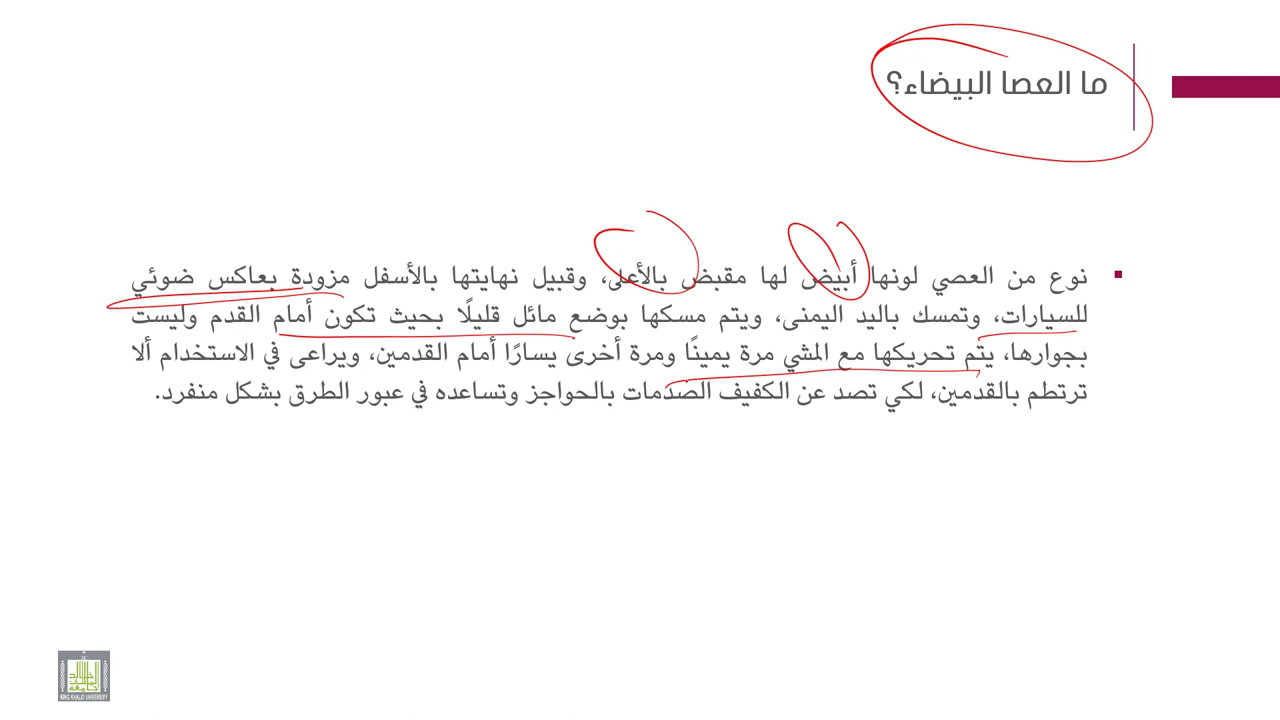 ما العصا البيضاء؟
نوع من العصي لونها أبيض لها مقبض بالأعلى، وقبيل نهايتها بالأسفل مزودة بعاكس ضوئي
للسيارات، وتمسك باليد اليمنى، ويتم مسكها بوضع مائل قليلًا بحيث تكون أمام القدم وليست
بجوارها، يتم تحريكها مع المشي مرة يمينًا ومرة أخرى يسارًا أمام القدمين، ويراعى في الاستخدام ألا
ترتطم بالقدمين، لكي تصد عن الكفيف الصدمات بالحواجز وتساعده في عبور الطرق بشكل منفرد.
KING KHALID UNIVERSITY